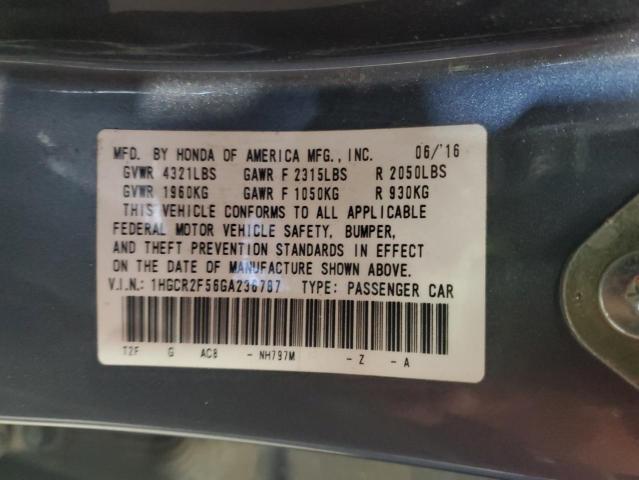 MFD. BY HONDA OF AMERICA MFG., INC. 06/'16
GVWR 4321LBS GAWR F 2315LBS R 2050LBS
GVWR 1960KG GAWR F 1050KG R 930KG
THIS VEHICLE CONFORMS TO ALL APPLICABLE
FEDERAL MOTOR VEHICLE SAFETY, BUMPER,
AND THEFT PREVENTION STANDARDS IN EFFECT
ON THE DATE OF MANUFACTURE SHOWN ABOVE.
V.I.N.: 1HGCR2F56GA236787 TYPE: PASSENGER CAR
T2F G AC8 - NH797M - Z - A